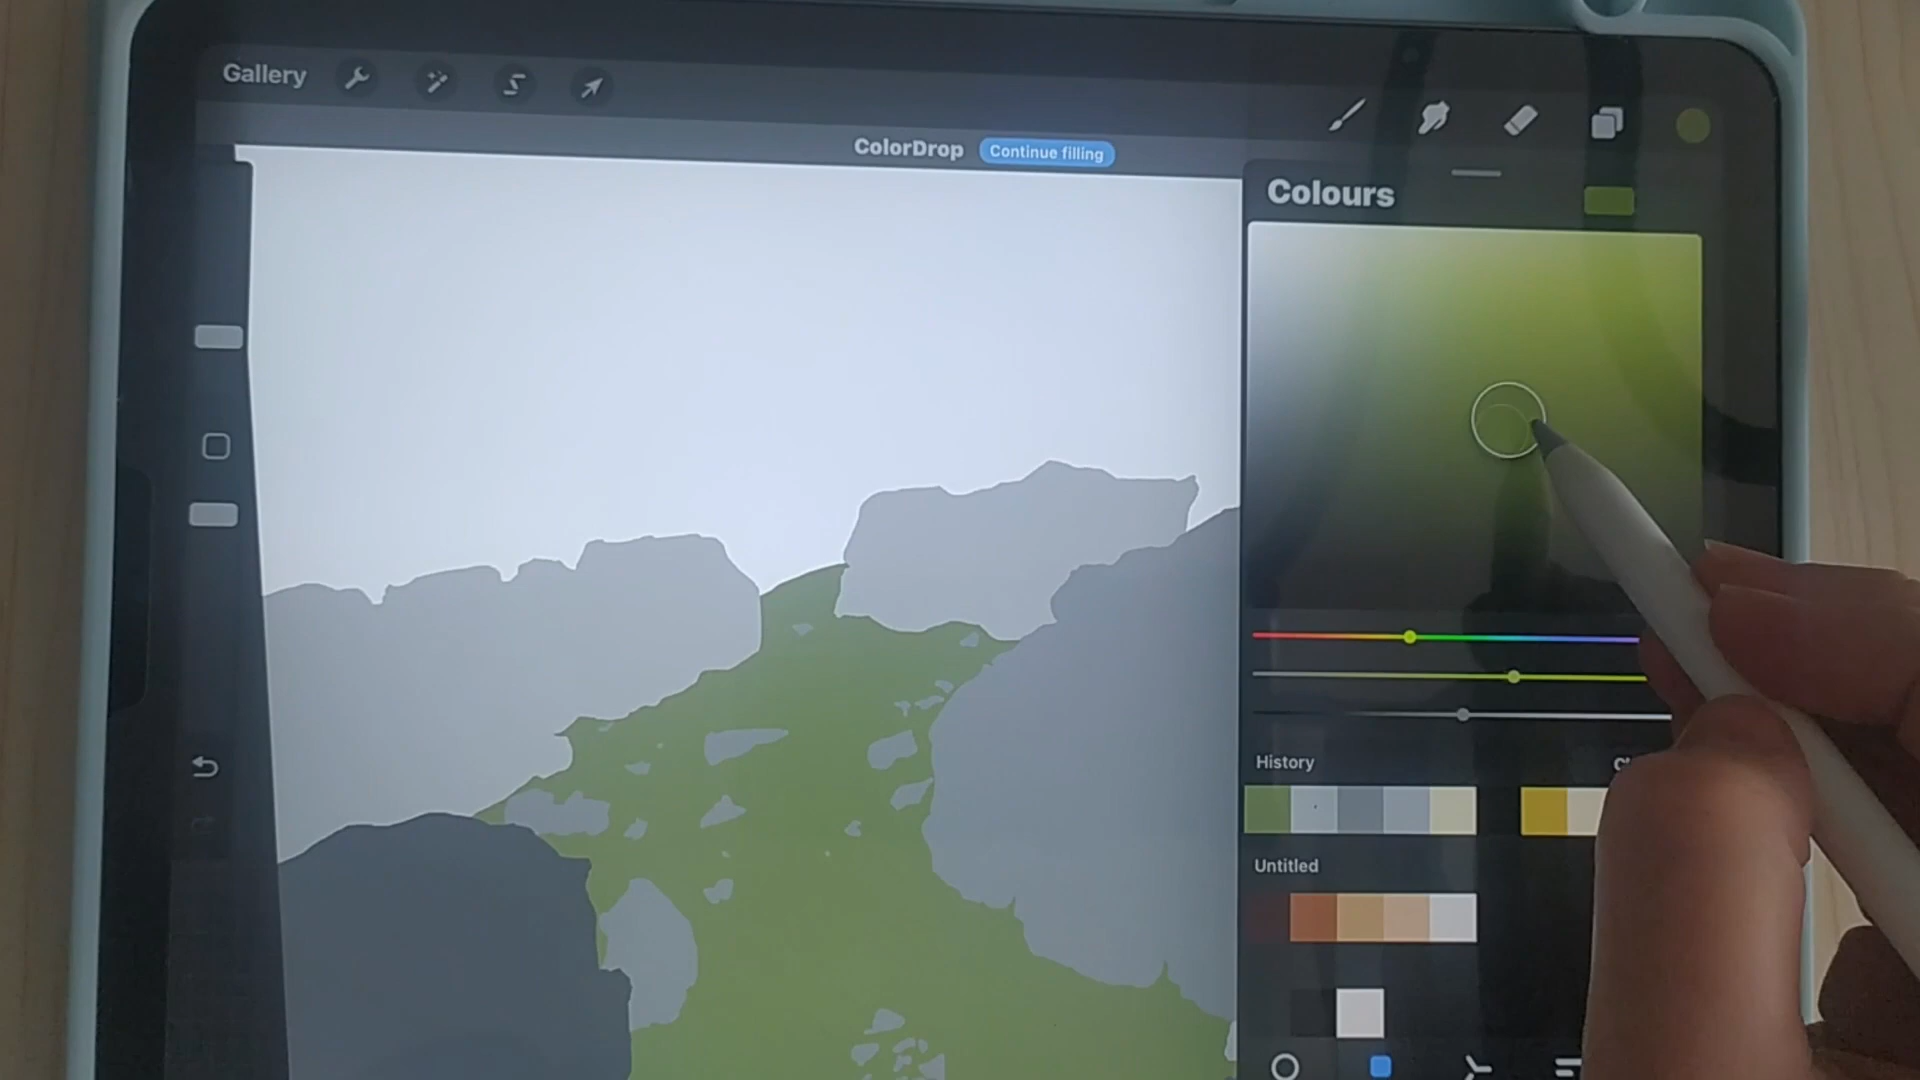 Gallery
ColorDrop Continue filling
Colours
History
Untitled